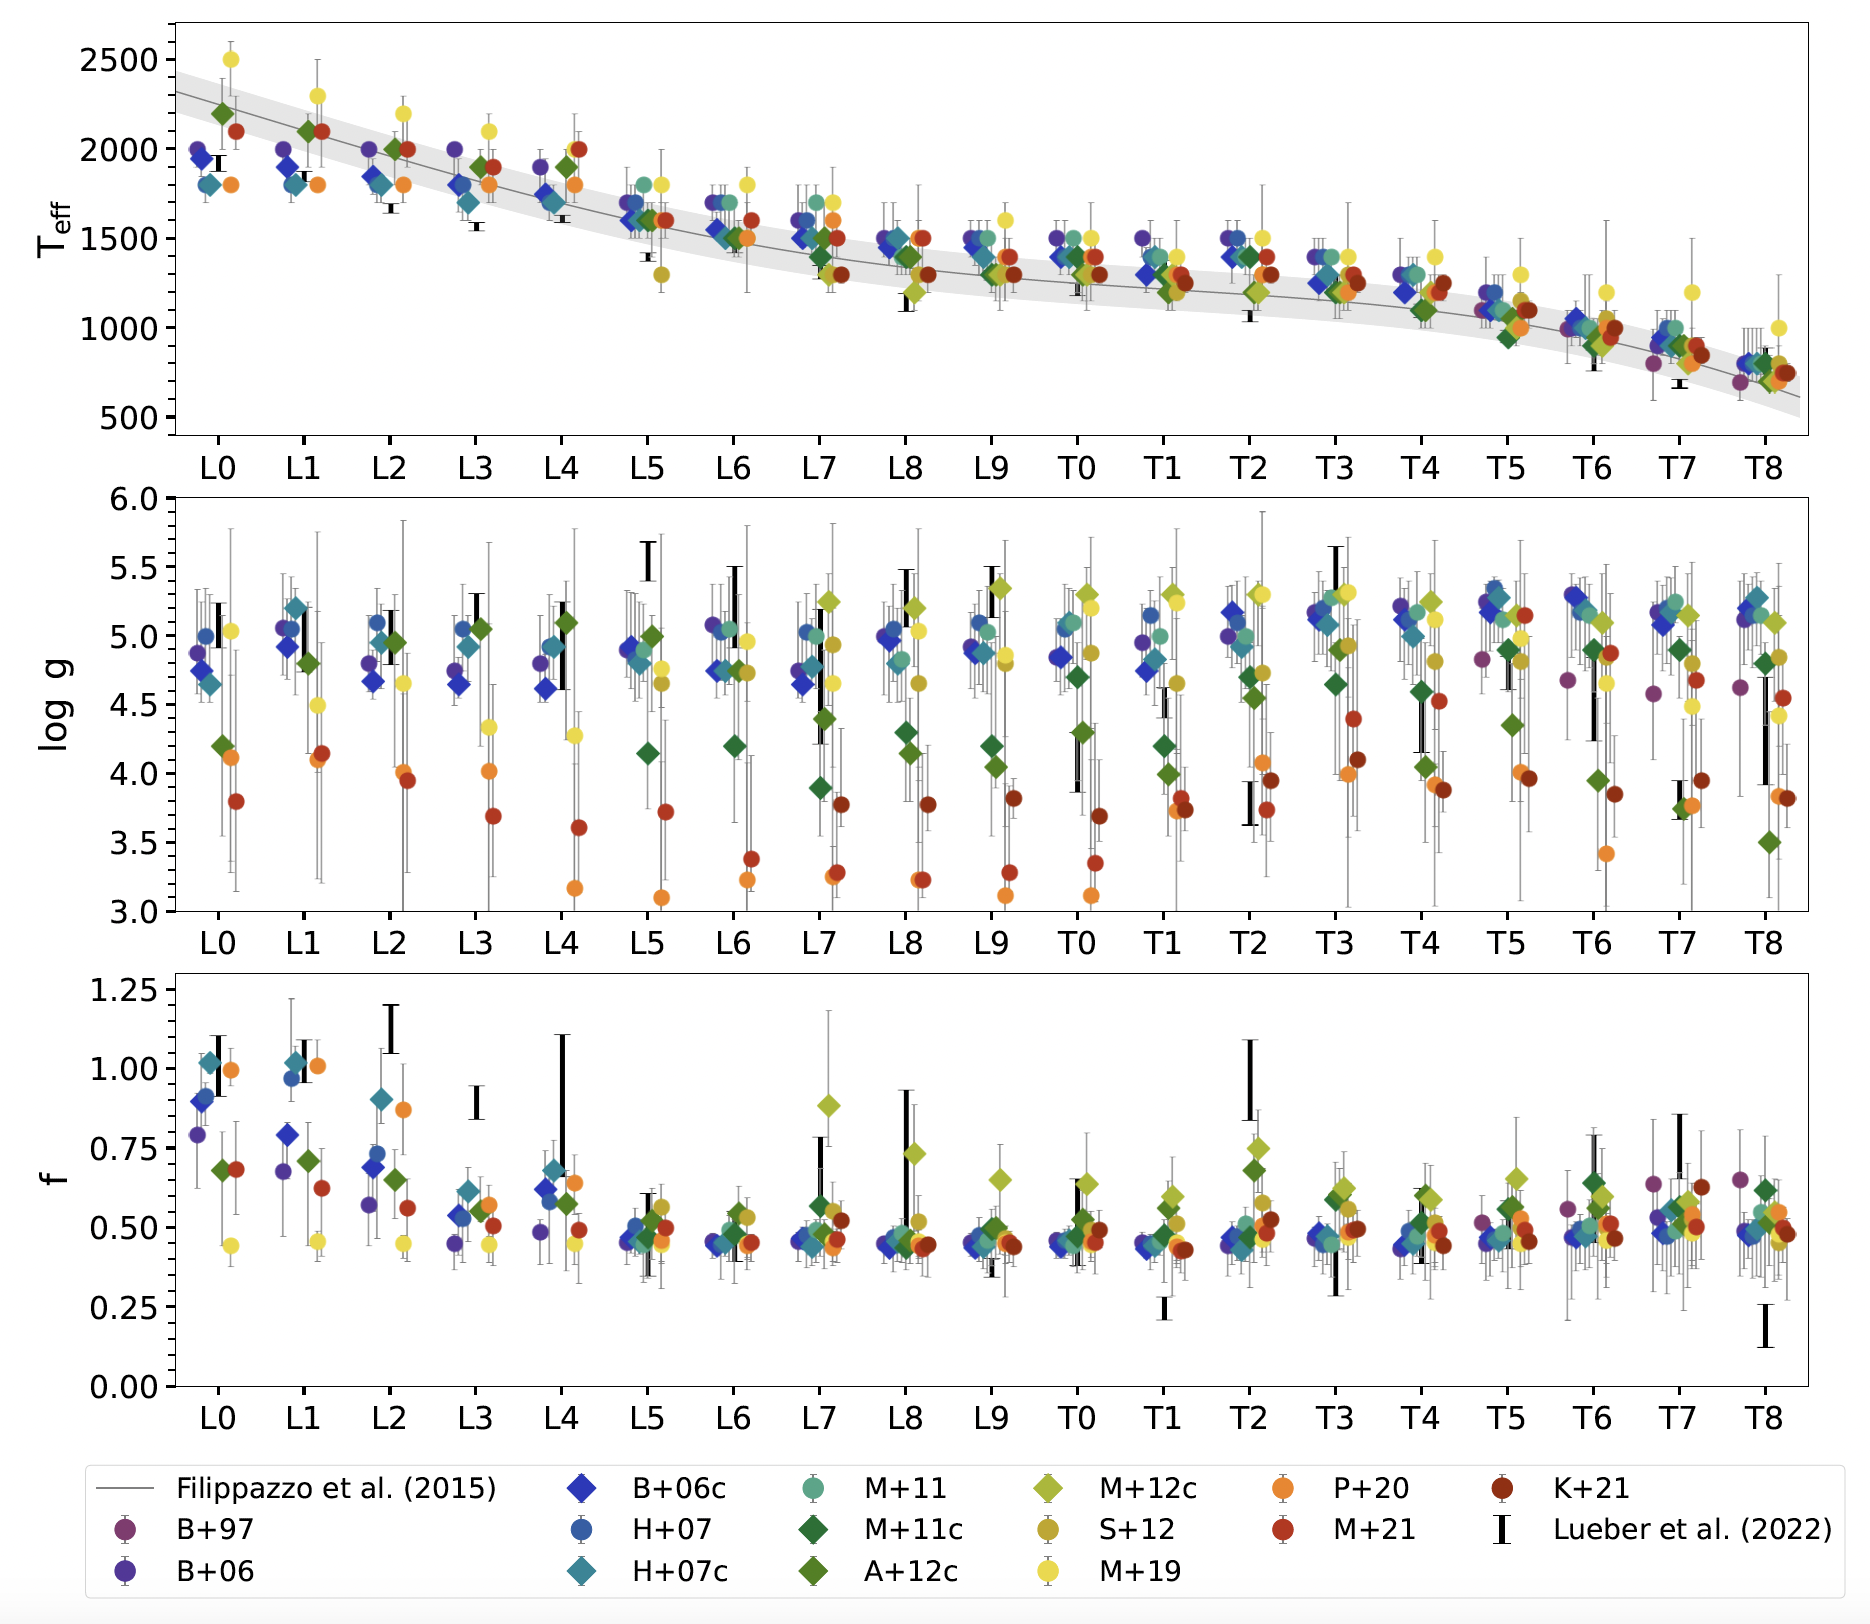 2500
2000
1500
1000
500
T_eff
L0 L1 L2 L3 L4 L5 L6 L7 L8 L9 T0 T1 T2 T3 T4 T5 T6 T7 T8
6.0
5.5
5.0
4.5
4.0
3.5
3.0
log g
L0 L1 L2 L3 L4 L5 L6 L7 L8 L9 T0 T1 T2 T3 T4 T5 T6 T7 T8
1.25
1.00
0.75
0.50
0.25
0.00
f
L0 L1 L2 L3 L4 L5 L6 L7 L8 L9 T0 T1 T2 T3 T4 T5 T6 T7 T8
Filippazzo et al. (2015) B+06c M+11 M+12c P+20 K+21
B+97 H+07 M+11c S+12 M+21 Lueber et al. (2022)
B+06 H+07c A+12c M+19